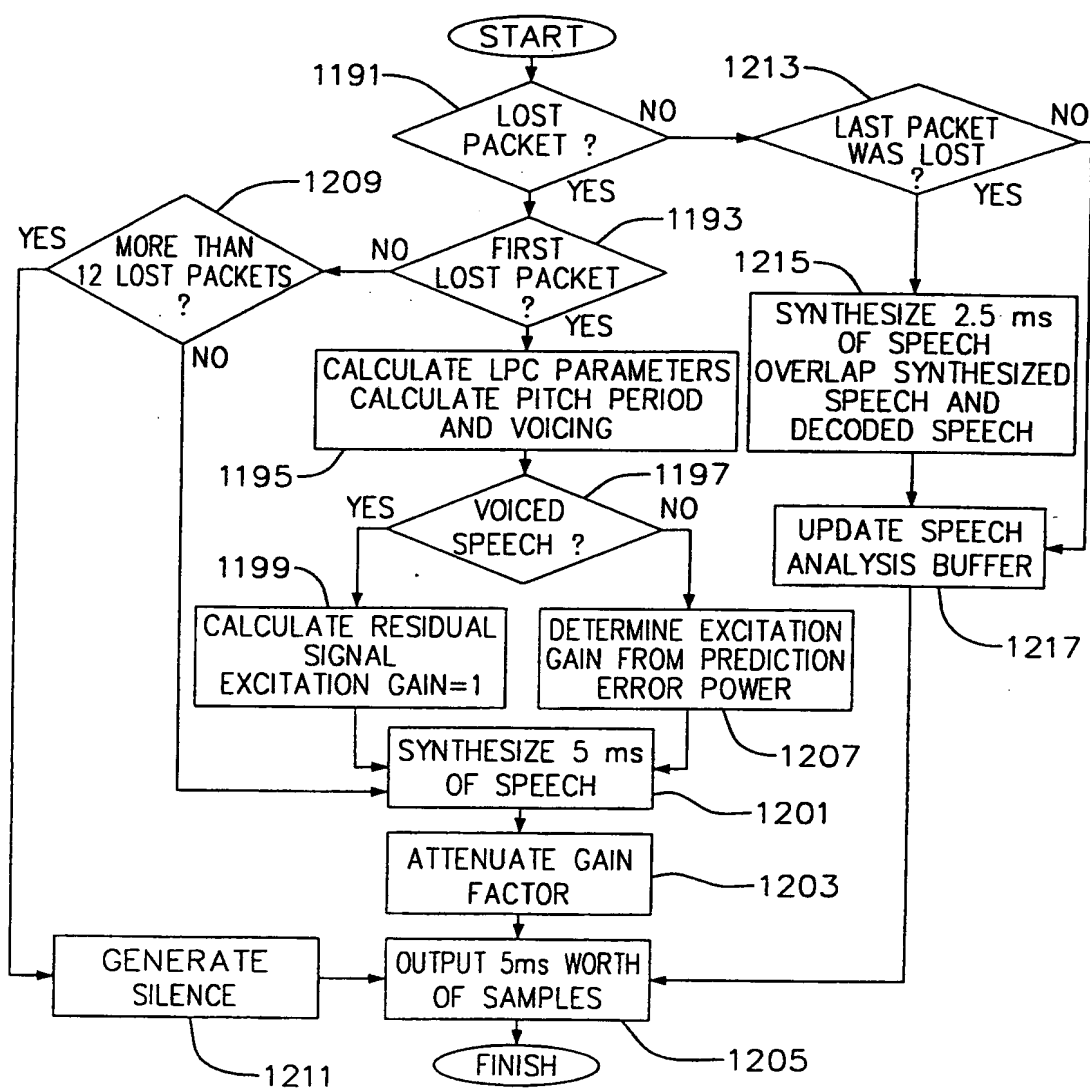 START
1191
LOST
PACKET ?
NO
YES
1213
LAST PACKET
WAS LOST
?
NO
YES
1209
MORE THAN
12 LOST PACKETS
?
YES
NO
1193
FIRST
LOST PACKET
?
NO
YES
1215
SYNTHESIZE 2.5 ms
OF SPEECH
OVERLAP SYNTHESIZED
SPEECH AND
DECODED SPEECH
CALCULATE LPC PARAMETERS
CALCULATE PITCH PERIOD
AND VOICING
1195
1197
VOICED
SPEECH ?
YES
NO
UPDATE SPEECH
ANALYSIS BUFFER
1217
1199
CALCULATE RESIDUAL
SIGNAL
EXCITATION GAIN=1
DETERMINE EXCITATION
GAIN FROM PREDICTION
ERROR POWER
1207
SYNTHESIZE 5 ms
OF SPEECH
1201
ATTENUATE GAIN
FACTOR
1203
GENERATE
SILENCE
1211
OUTPUT 5ms WORTH
OF SAMPLES
1205
FINISH